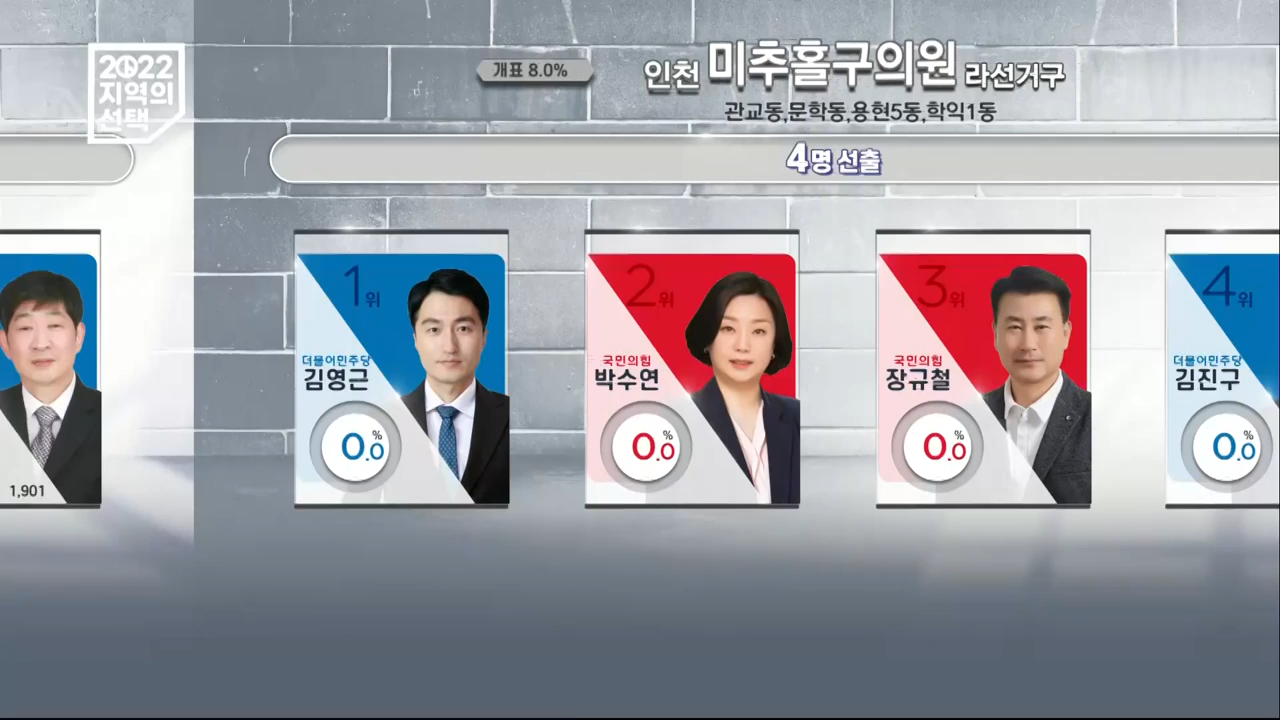 2022
지역의
선택
개표 8.0%
인천 미추홀구의원 라선거구
관교동,문학동,용현5동,학익1동
4명 선출
1,901
1위
더불어민주당
김영근
0.0%
2위
국민의힘
박수연
0.0%
3위
국민의힘
장규철
0.0%
4위
더불어민주당
김진구
0.0%